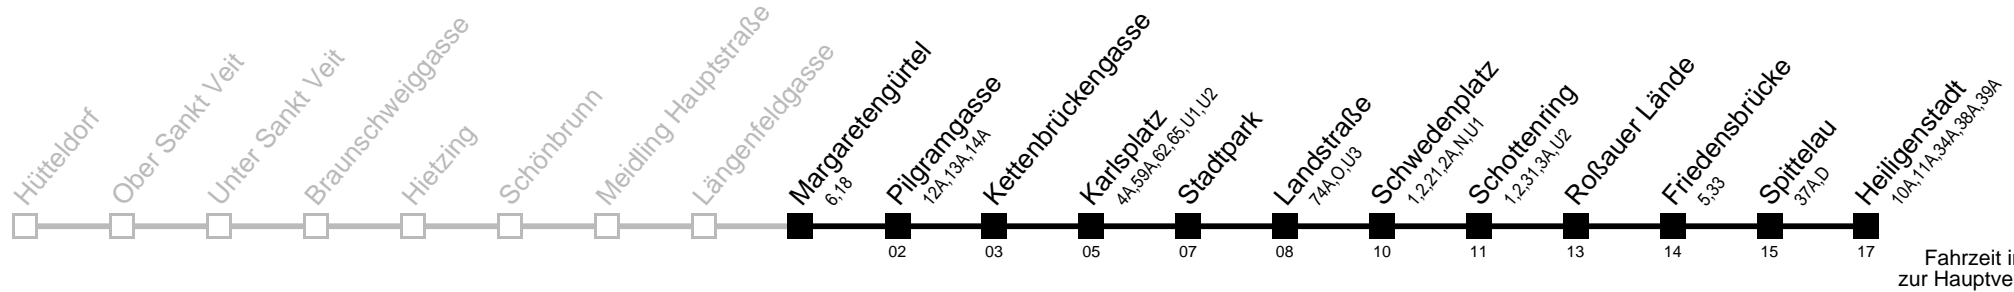 Hütteldorf
Ober Sankt Veit
Unter Sankt Veit
Braunschweiggasse
Hietzing
Schönbrunn
Meidling Hauptstraße
Längenfeldgasse
Margaretengürtel
6,18
Pilgramgasse
12A,13A,14A
Kettenbrückengasse
Karlsplatz
4A,59A,62,65,U1,U2
Stadtpark
Landstraße
74A,O,U3
Schwedenplatz
1,2,21,2A,N,U1
Schottenring
1,2,31,3A,U2
Roßauer Lände
Friedensbrücke
5,33
Spittelau
37A,D
Heiligenstadt
10A,11A,34A,38A,39A
02 03 05 07 08 10 11 13 14 15 17
Fahrzeit i
zur Hauptve